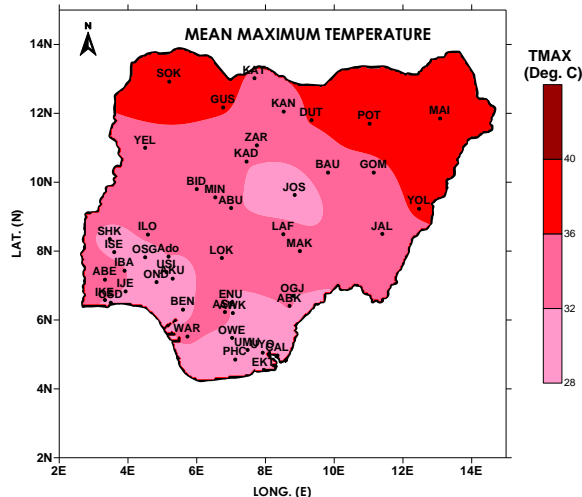 MEAN MAXIMUM TEMPERATURE
N
TMAX
(Deg. C)
14N
12N
10N
8N
6N
4N
2N
LAT. (N)
SOK
KAT
GUS
KAN
DUT
POT
MAI
YEL
ZAR
KAD
BAU
GOM
BID
MIN
ABU
JOS
YOL
SHK
ILO
ISE
OSG
Ado
LOK
LAF
MAK
JAL
IBA
USI
ABE
AKU
OND
IJE
IKE
BEN
ENU
AWK
OGJ
ABK
WAR
OWE
UMU
UYO
CAL
PHC
EKT
40
36
32
28
2E
4E
6E
8E
10E
12E
14E
LONG. (E)